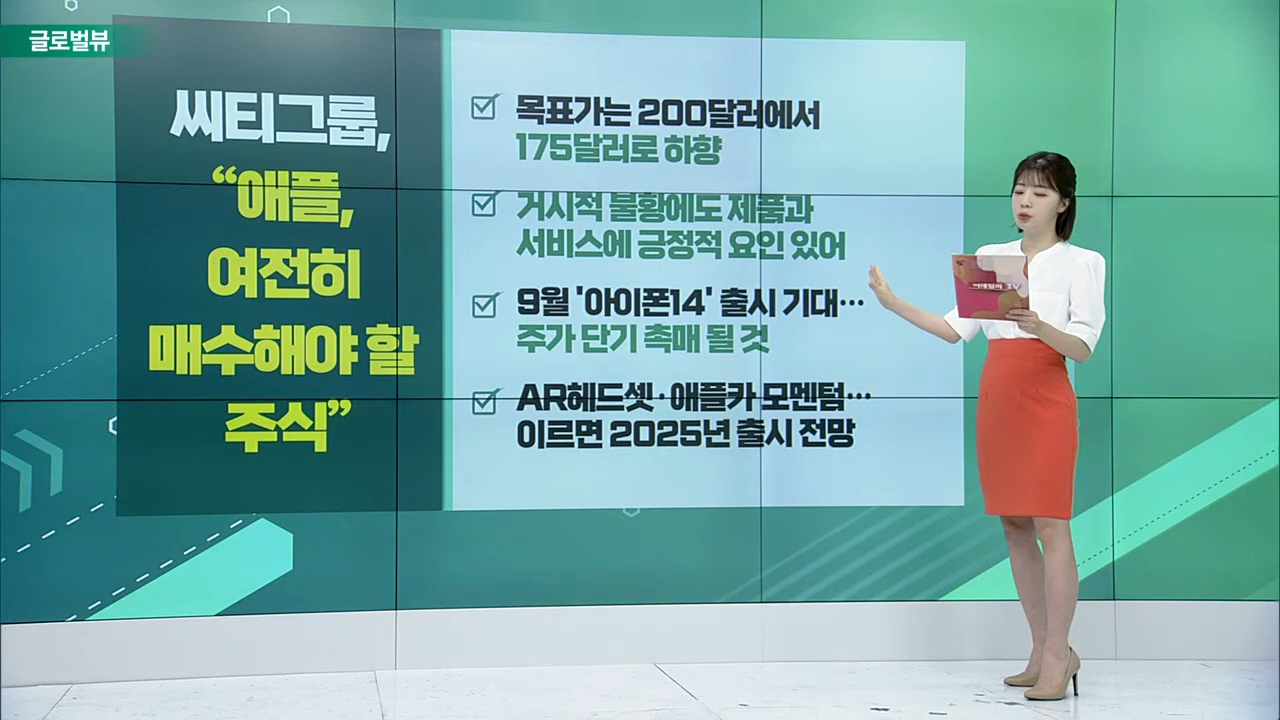 글로벌뷰
씨티그룹,
“애플,
여전히
매수해야 할
주식”
목표가는 200달러에서
175달러로 하향
거시적 불황에도 제품과
서비스에 긍정적 요인 있어
9월 '아이폰14' 출시 기대…
주가 단기 촉매 될 것
AR헤드셋·애플카 모멘텀…
이르면 2025년 출시 전망
이데일리 TV